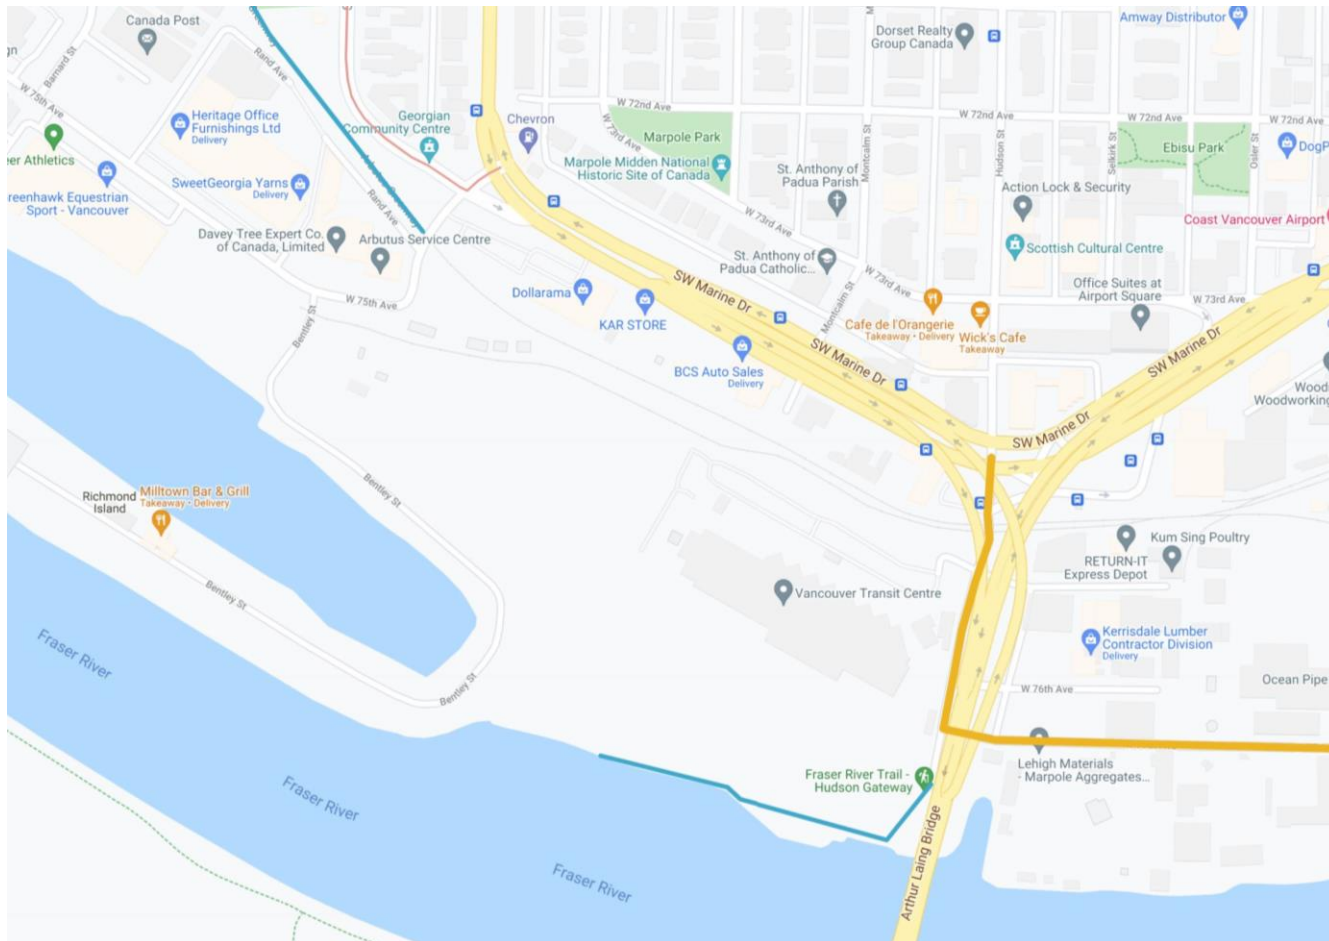 Canada Post
Barnard St
gn
Rand Ave
W 75th Ave
Heritage Office
Furnishings Ltd
Delivery
er Athletics
reenhawk Equestrian
Sport - Vancouver
SweetGeorgia Yarns
Delivery
Rand Ave
Davey Tree Expert Co.
of Canada, Limited
Arbutus Service Centre
Georgian
Community Centre
Chevron
W 75th Ave
Bentley St
Dollarama
KAR STORE
BCS Auto Sales
Delivery
SW Marine Dr
SW Marine Dr
SW Marine Dr
SW Marine Dr
W 72nd Ave
W 73rd Ave
Marpole Park
Marpole Midden National
Historic Site of Canada
St. Anthony of
Padua Parish
Montcalm St
W 73rd Ave
St. Anthony of
Padua Catholic...
Montcalm St
W 73rd Ave
Dorset Realty
Group Canada
Amway Distributor
W 72nd Ave
Hudson St
Selkirk St
W 72nd Ave
Ebisu Park
Osler St
W 72nd Ave
DogP
Action Lock & Security
Coast Vancouver Airport
Scottish Cultural Centre
Office Suites at
Airport Square
W 73rd Ave
Cafe de l'Orangerie
Takeaway • Delivery
Wick's Cafe
Takeaway
Wood
Woodworking
Richmond
Island
Milltown Bar & Grill
Takeaway • Delivery
Bentley St
Bentley St
Bentley St
Fraser River
Fraser River
Fraser River
Vancouver Transit Centre
Kum Sing Poultry
RETURN-IT
Express Depot
Kerrisdale Lumber
Contractor Division
Delivery
W 76th Ave
Ocean Pipe
Lehigh Materials
- Marpole Aggregates...
Fraser River Trail -
Hudson Gateway
Arthur Laing Bridge